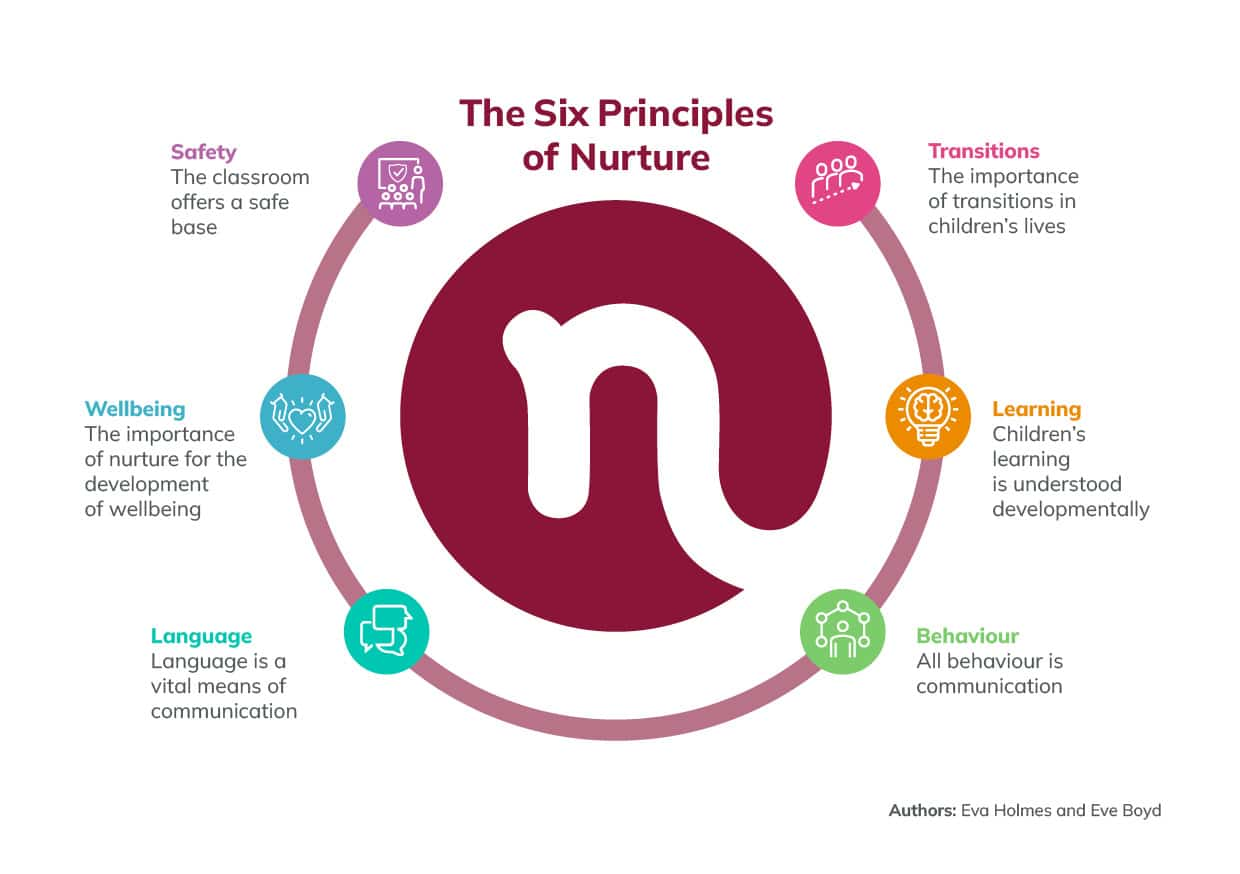 The Six Principles
of Nurture
Safety
The classroom
offers a safe
base
Transitions
The importance
of transitions in
children’s lives
Wellbeing
The importance
of nurture for the
development
of wellbeing
Learning
Children’s
learning
is understood
developmentally
Language
Language is a
vital means of
communication
Behaviour
All behaviour is
communication
n
Authors: Eva Holmes and Eve Boyd